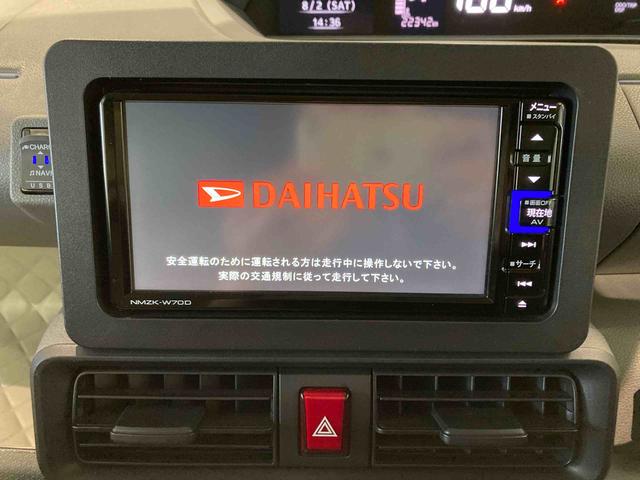 8/2 (SAT)
14:36
22342km
km/h
CHARGE
♫NAVI
USB
メニュー
■スタンバイ
音量
■画面OFF
現在地
AV
■サーチ
DAIHATSU
安全運転のために運転される方は走行中に操作しないで下さい。
実際の交通規制に従って走行して下さい。
NMZK-W70D